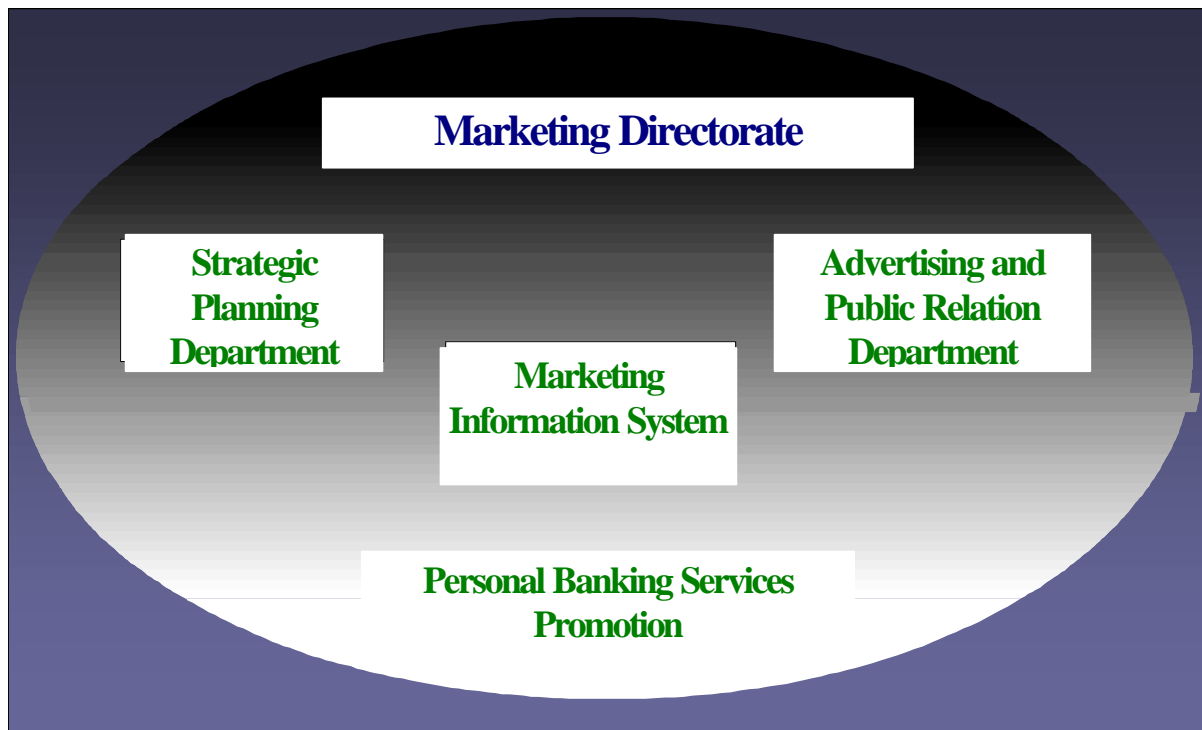 Marketing Directorate
Strategic
Planning
Department
Advertising and
Public Relation
Department
Marketing
Information System
Personal Banking Services
Promotion